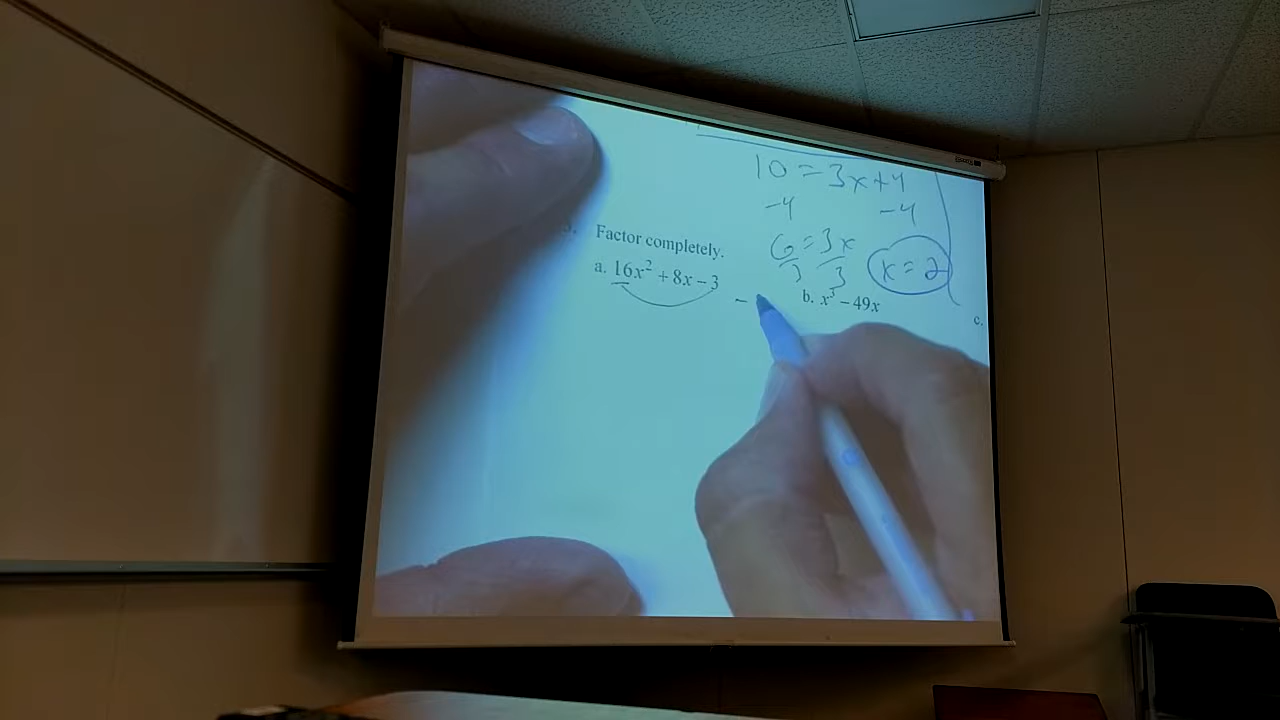 10 = 3x+4
-4 -4
6 = 3x
3 3
x = 2
Factor completely.
a. 16x² + 8x – 3
–
b. x³ – 49x
c.